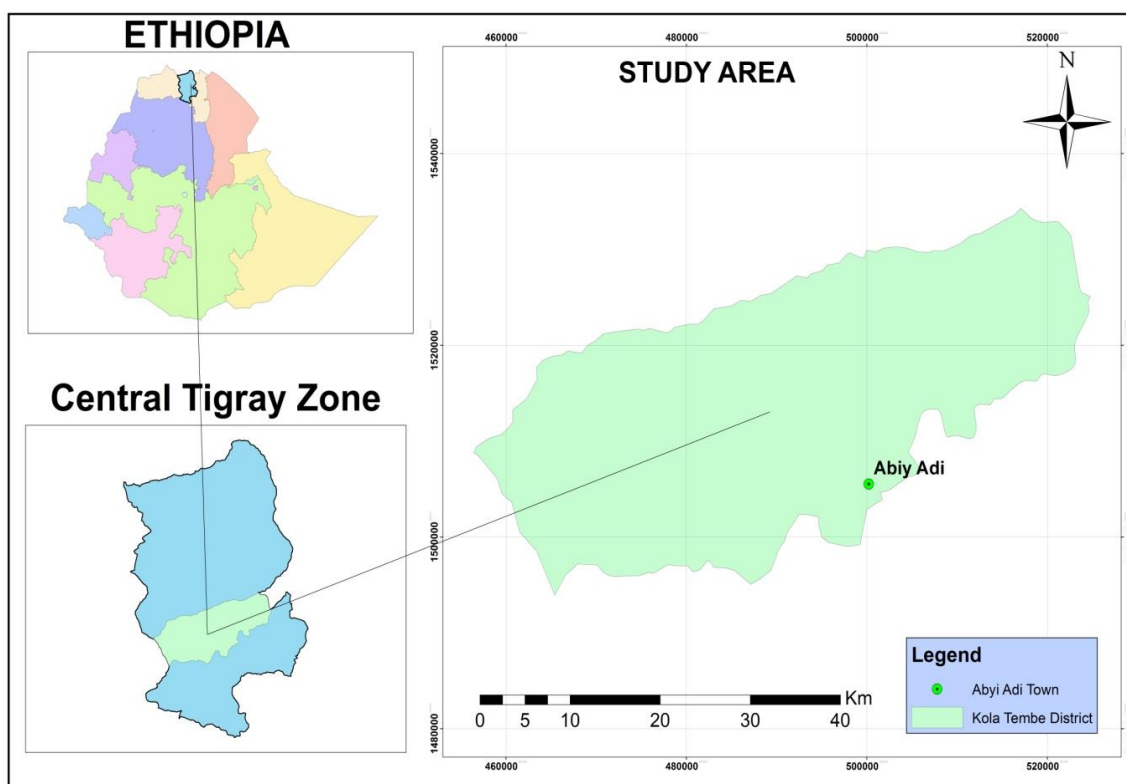 ETHIOPIA
Central Tigray Zone
460000 480000 500000 520000
STUDY AREA
N
1540000
1520000
1500000
1480000
Abiy Adi
Km
0 5 10 20 30 40
Legend
Abyi Adi Town
Kola Tembe District
460000 480000 500000 520000